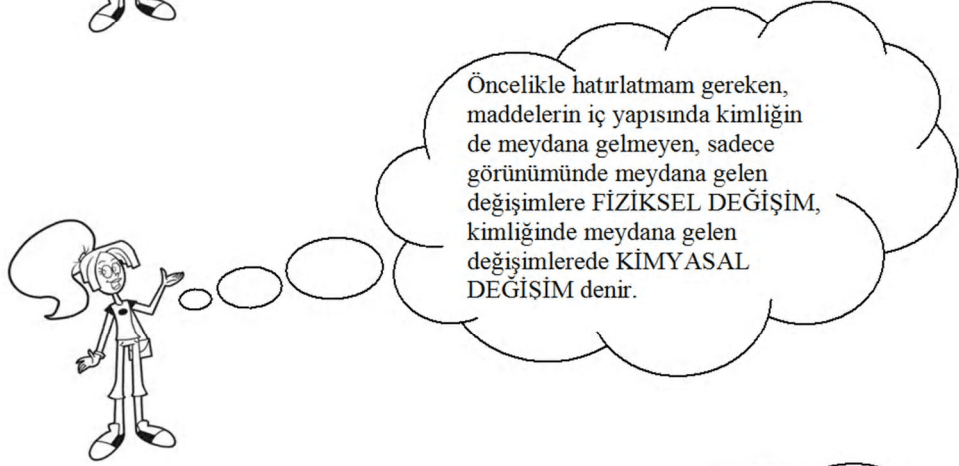 Öncelikle hatırlatmam gereken,
maddelerin iç yapısında kimliğin
de meydana gelmeyen, sadece
görünümünde meydana gelen
değişimlere FİZİKSEL DEĞİŞİM,
kimliğinde meydana gelen
değişimlerede KİMYASAL
DEĞİŞİM denir.